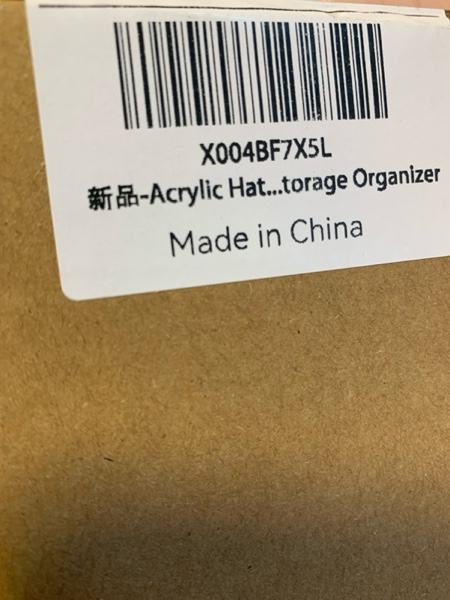 X004BF7X5L
新品-Acrylic Hat...torage Organizer
Made in China